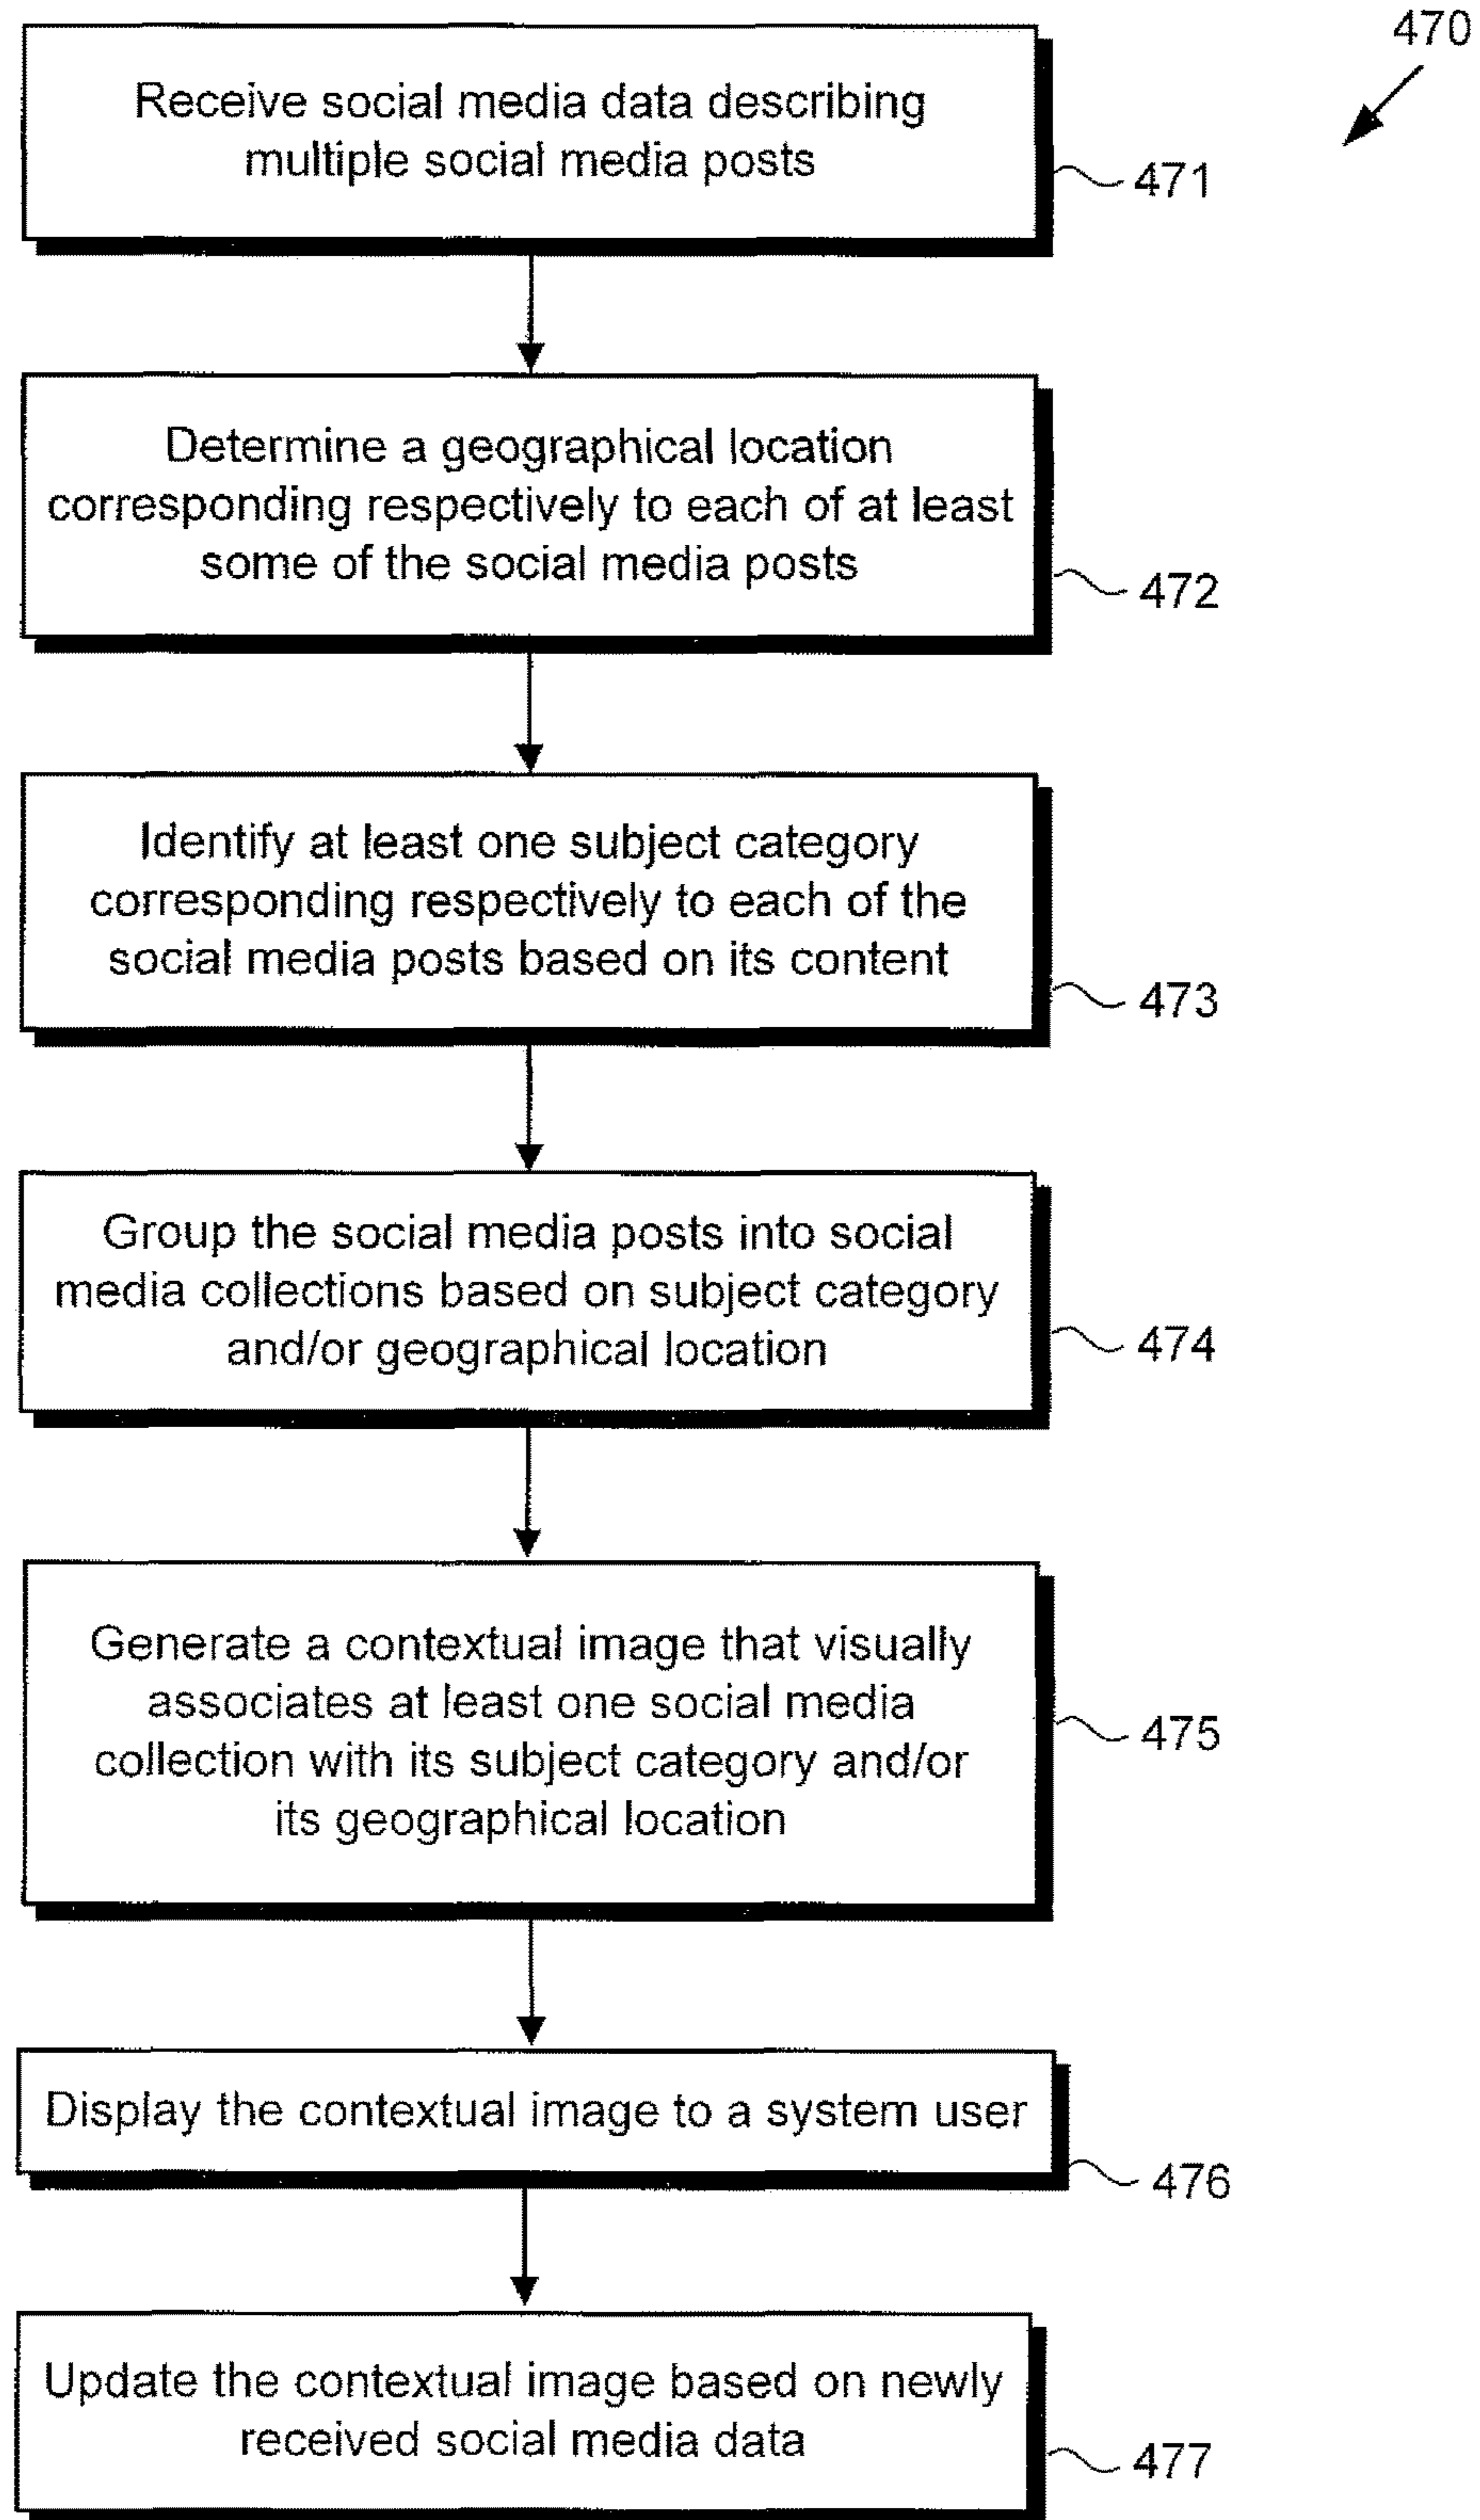 470
Receive social media data describing
multiple social media posts
471
Determine a geographical location
corresponding respectively to each of at least
some of the social media posts
472
Identify at least one subject category
corresponding respectively to each of the
social media posts based on its content
473
Group the social media posts into social
media collections based on subject category
and/or geographical location
474
Generate a contextual image that visually
associates at least one social media
collection with its subject category and/or
its geographical location
475
Display the contextual image to a system user
476
Update the contextual image based on newly
received social media data
477